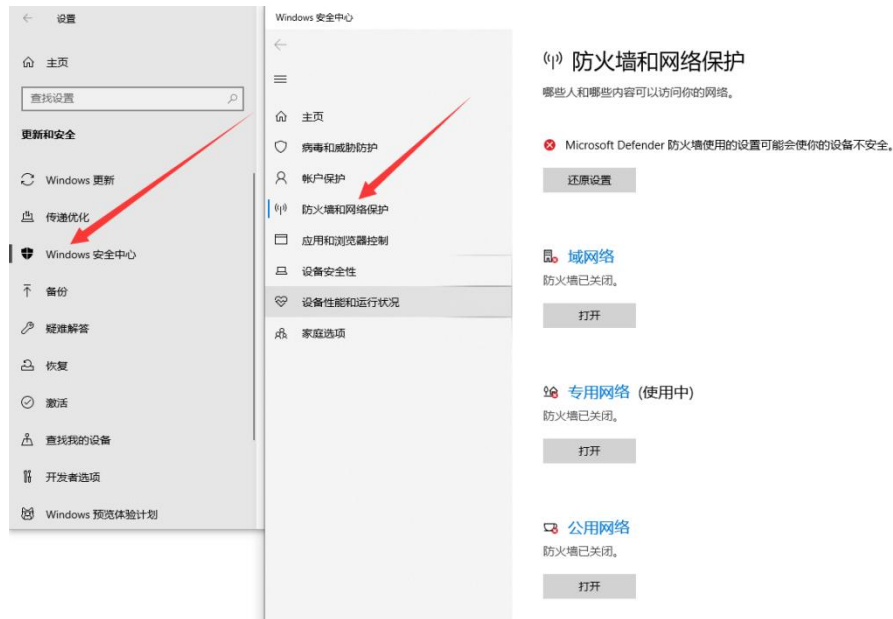 设置
主页
查找设置
更新和安全
Windows 更新
传递优化
Windows 安全中心
备份
疑难解答
恢复
激活
查找我的设备
开发者选项
Windows 预览体验计划
Windows 安全中心
主页
病毒和威胁防护
帐户保护
防火墙和网络保护
应用和浏览器控制
设备安全性
设备性能和运行状况
家庭选项
防火墙和网络保护
哪些人和哪些内容可以访问你的网络。
Microsoft Defender 防火墙使用的设置可能会使你的设备不安全。
还原设置
域网络
防火墙已关闭。
打开
专用网络 (使用中)
防火墙已关闭。
打开
公用网络
防火墙已关闭。
打开